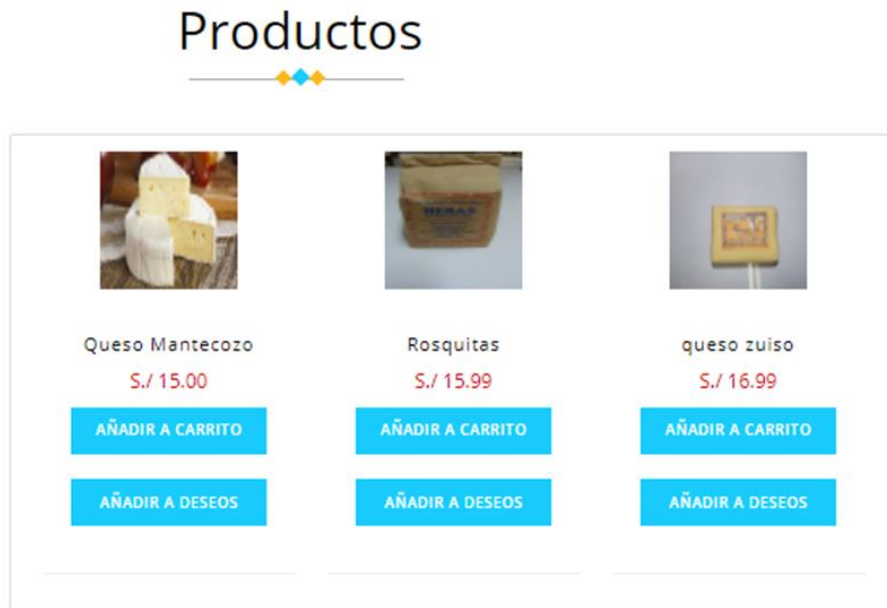 Productos
Queso Mantecozo
S./ 15.00
AÑADIR A CARRITO
AÑADIR A DESEOS
Rosquitas
S./ 15.99
AÑADIR A CARRITO
AÑADIR A DESEOS
queso zuiso
S./ 16.99
AÑADIR A CARRITO
AÑADIR A DESEOS